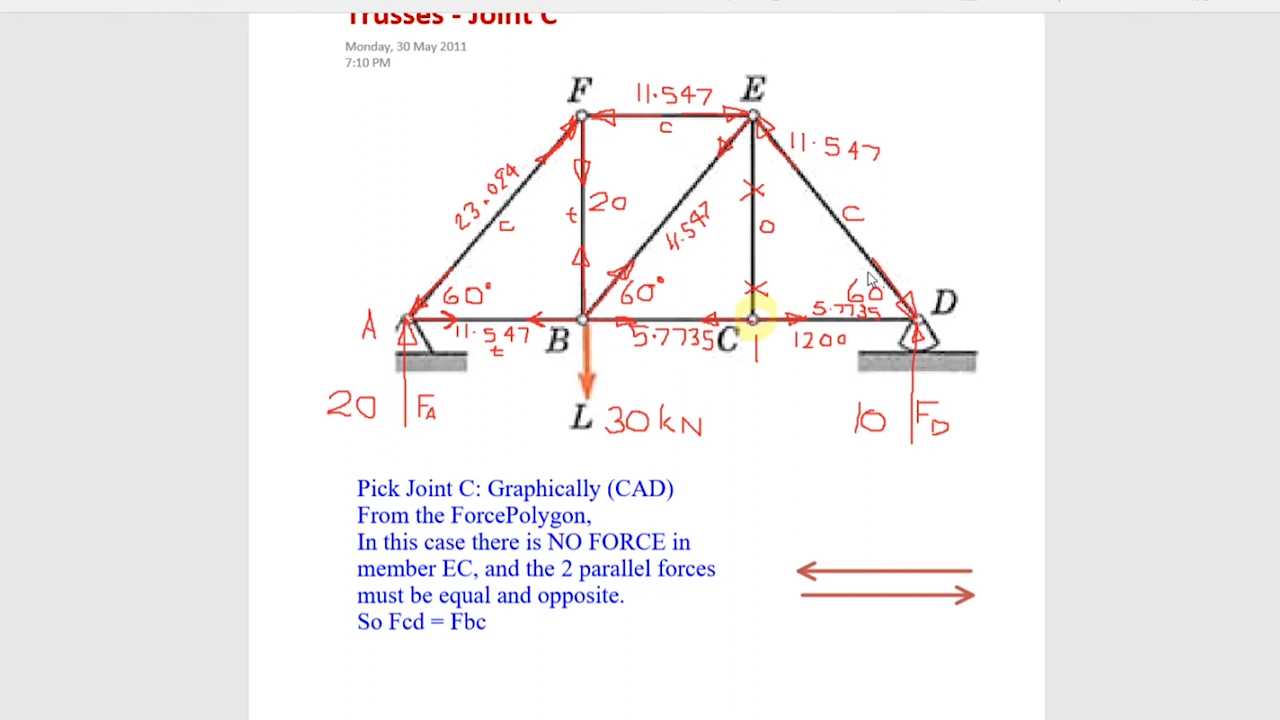 Trusses - Joint C
Monday, 30 May 2011
7:10 PM
F 11.547 E
c
11.547
23.094
c
t 20
11.547
0
c
60° 60° 60
5.7735
A 11.547 B 5.7735 C 1200 D
t
20 FA
L 30kN
10 FD
Pick Joint C: Graphically (CAD)
From the ForcePolygon,
In this case there is NO FORCE in
member EC, and the 2 parallel forces
must be equal and opposite.
So Fcd = Fbc